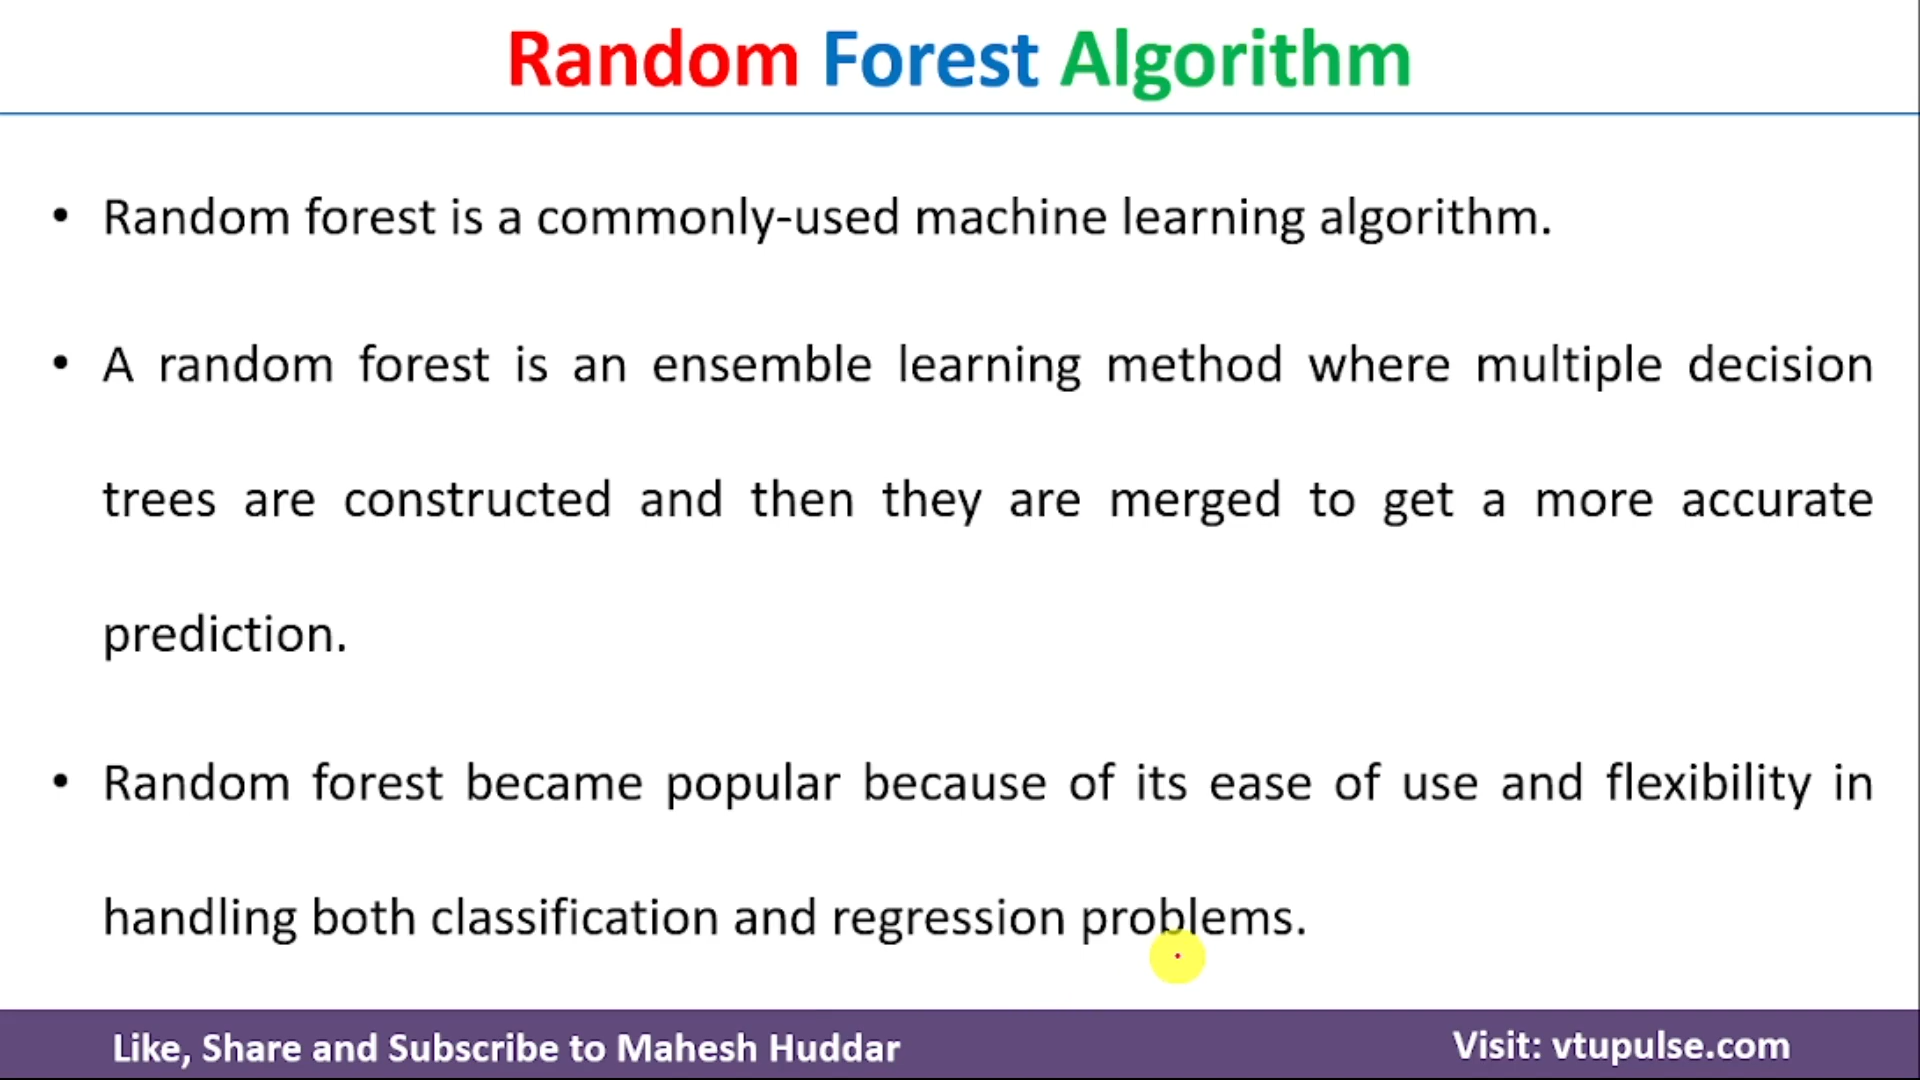 Random Forest Algorithm
• Random forest is a commonly-used machine learning algorithm.
• A random forest is an ensemble learning method where multiple decision
trees are constructed and then they are merged to get a more accurate
prediction.
• Random forest became popular because of its ease of use and flexibility in
handling both classification and regression problems.
Like, Share and Subscribe to Mahesh Huddar
Visit: vtupulse.com